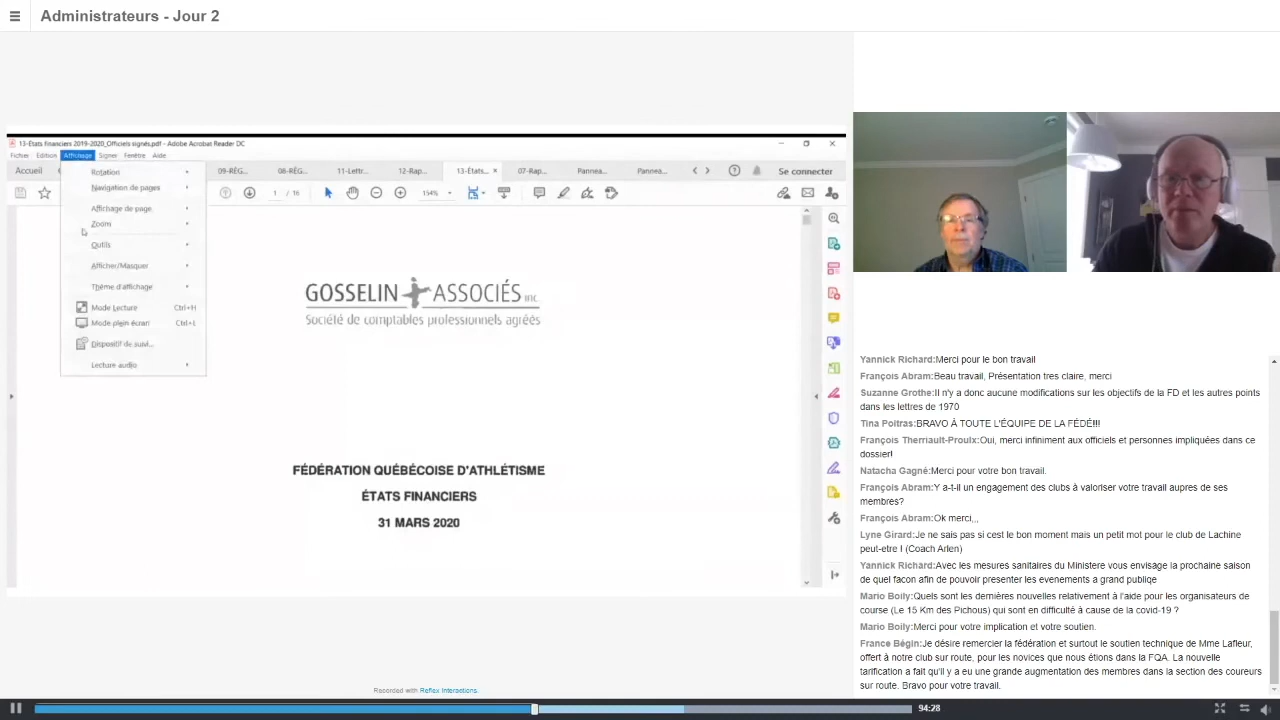 Administrateurs - Jour 2
13-États Financiers 2019-2020_Officiels signés.pdf - Adobe Acrobat Reader DC
Fichier Edition Affichage Signer Fenêtre Aide
Accueil 09-RÉG... 08-RÉG... 11-Lettr... 12-Rap... 13-États... × 07-Rap... Pannea... Pannea... Se connecter
1 / 16 154%
Rotation
Navigation de pages
Affichage de page
Zoom
Outils
Afficher/Masquer
Thème d'affichage
Mode Lecture Ctrl+H
Mode plein écran Ctrl+L
Dispositif de suivi...
Lecture audio
GOSSELIN ASSOCIÉS INC.
Société de comptables professionnels agréés
FÉDÉRATION QUÉBÉCOISE D'ATHLÉTISME
ÉTATS FINANCIERS
31 MARS 2020
Yannick Richard:Merci pour le bon travail
François Abram:Beau travail, Présentation tres claire, merci
Suzanne Grothe:Il n'y a donc aucune modifications sur les objectifs de la FD et les autres points
dans les lettres de 1970
Tina Poitras:BRAVO À TOUTE L'ÉQUIPE DE LA FÉDÉ!!!
François Therriault-Proulx:Oui, merci infiniment aux officiels et personnes impliquées dans ce
dossier!
Natacha Gagné:Merci pour votre bon travail.
François Abram:Y a-t-il un engagement des clubs à valoriser votre travail aupres de ses
membres?
François Abram:Ok merci,,,
Lyne Girard:Je ne sais pas si cest le bon moment mais un petit mot pour le club de Lachine
peut-etre ! (Coach Arlen)
Yannick Richard:Avec les mesures sanitaires du Ministere vous envisage la prochaine saison
de quel facon afin de pouvoir presenter les evenements a grand publiqe
Mario Boily:Quels sont les dernières nouvelles relativement à l'aide pour les organisateurs de
course (Le 15 Km des Pichous) qui sont en difficulté à cause de la covid-19 ?
Mario Boily:Merci pour votre implication et votre soutien.
France Bégin:Je désire remercier la fédération et surtout le soutien technique de Mme Lafleur,
offert à notre club sur route, pour les novices que nous étions dans la FQA. La nouvelle
tarification a fait qu'il y a eu une grande augmentation des membres dans la section des coureurs
sur route. Bravo pour votre travail.
Recorded with Reflex Interactions.
94:28